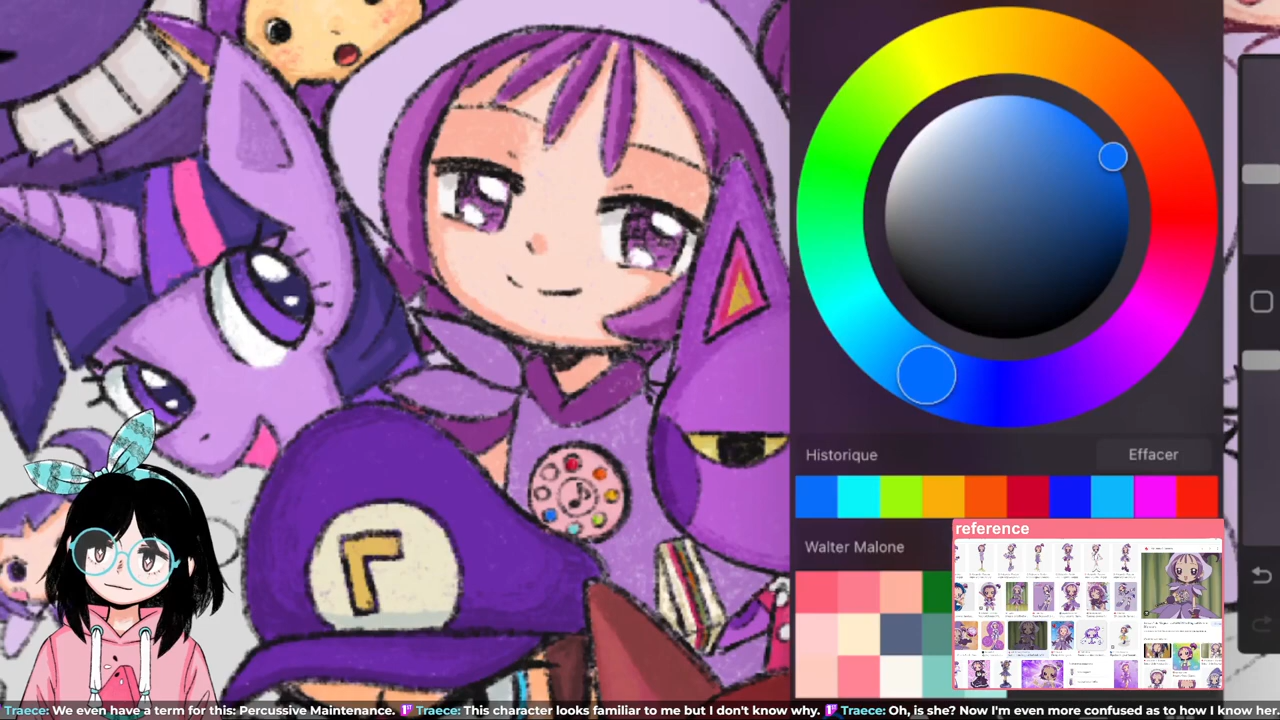 Historique
Effacer
reference
Walter Malone
Traece: We even have a term for this: Percussive Maintenance. 1ST Traece: This character looks familiar to me but I don't know why. 1ST Traece: Oh, is she? Now I'm even more confused as to how I know her.